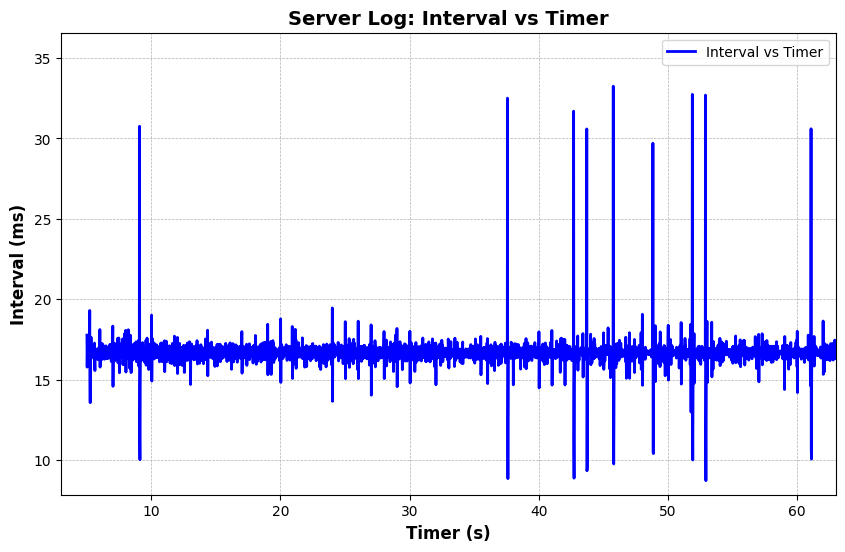 Server Log: Interval vs Timer
Interval vs Timer
35
30
25
20
15
10
Interval (ms)
10 20 30 40 50 60
Timer (s)